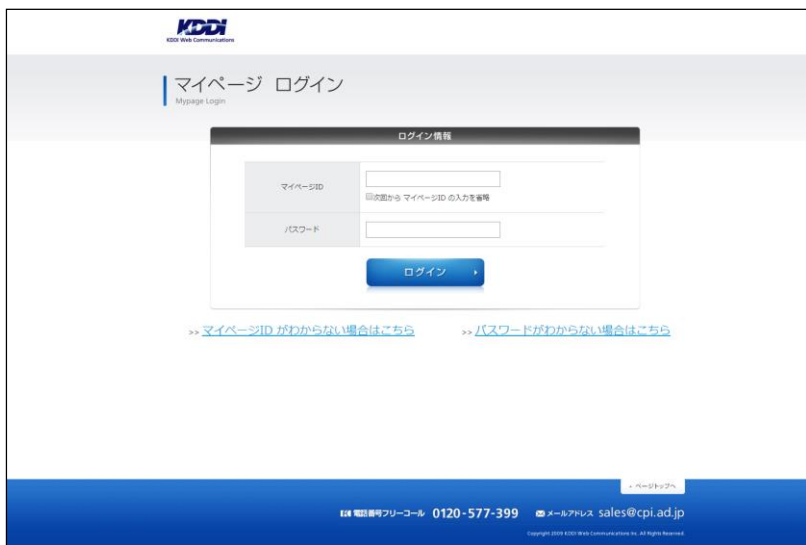 KDDI
KDDI Web Communications
マイページ ログイン
Mypage Login
ログイン情報
マイページID
次回から マイページID の入力を省略
パスワード
ログイン
>> マイページID がわからない場合はこちら >> パスワードがわからない場合はこちら
ページトップへ
電話番号フリーコール 0120-577-399 メールアドレス sales@cpi.ad.jp
Copyright 2009 KDDI Web Communications Inc. All Rights Reserved.